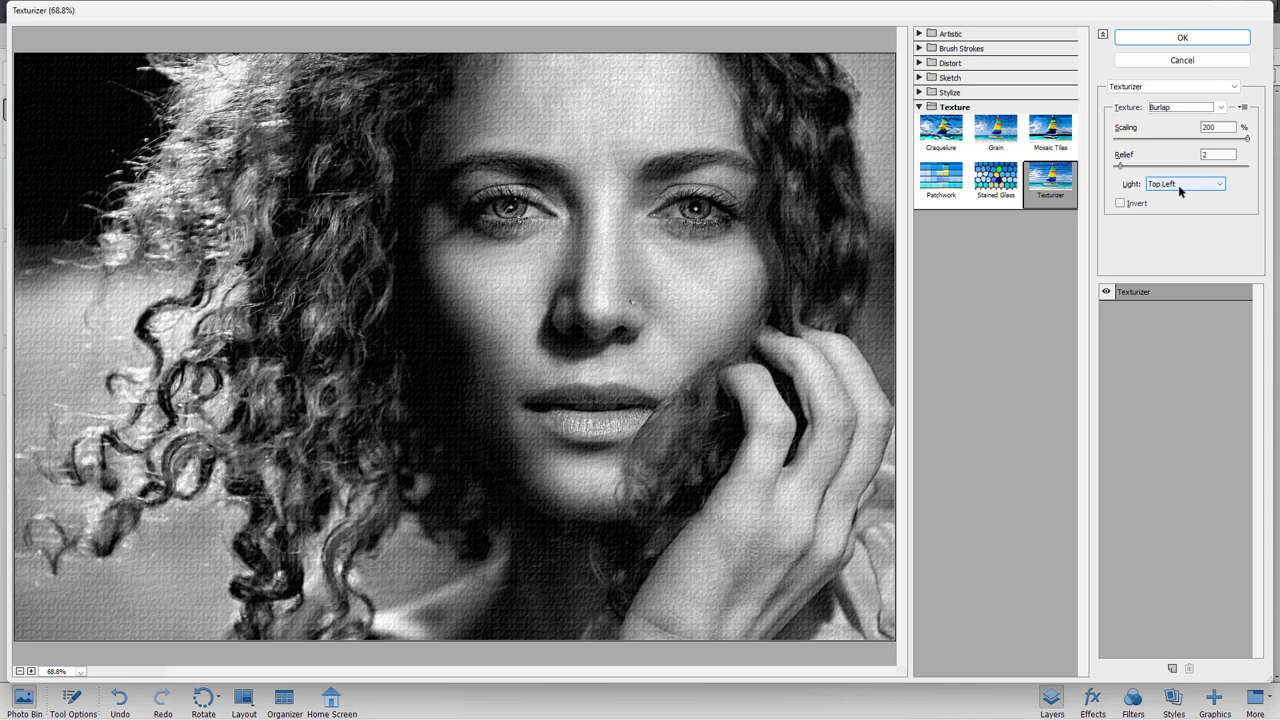 Texturizer (68.8%)
Artistic
Brush Strokes
Distort
Sketch
Stylize
Texture
Craquelure
Grain
Mosaic Tiles
Patchwork
Stained Glass
Texturizer
OK
Cancel
Texturizer
Texture: Burlap
Scaling 200 %
Relief 2
Light: Top Left
Invert
Texturizer
68.8%
Photo Bin
Tool Options
Undo
Redo
Rotate
Layout
Organizer
Home Screen
Layers
Effects
Filters
Styles
Graphics
More